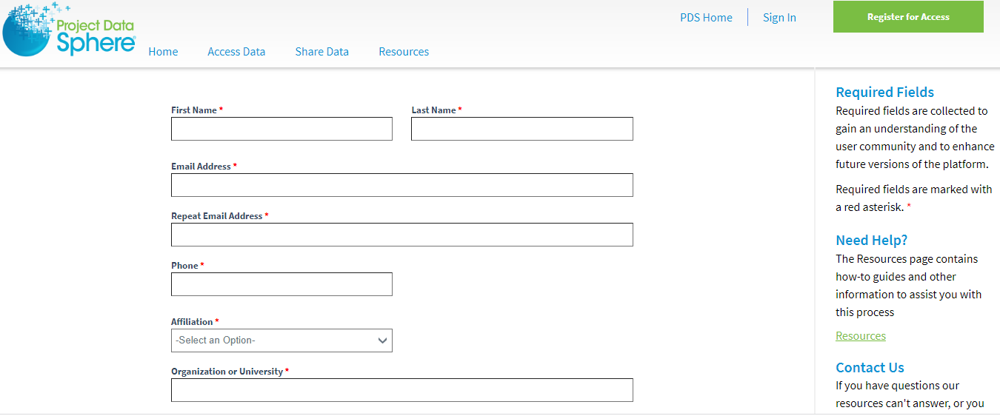 Project Data
Sphere®
PDS Home
Sign In
Register for Access
Home
Access Data
Share Data
Resources
First Name *
Last Name *
Email Address *
Repeat Email Address *
Phone *
Affiliation *
-Select an Option-
Organization or University *
Required Fields
Required fields are collected to
gain an understanding of the
user community and to enhance
future versions of the platform.
Required fields are marked with
a red asterisk. *
Need Help?
The Resources page contains
how-to guides and other
information to assist you with
this process
Resources
Contact Us
If you have questions our
resources can't answer, or you